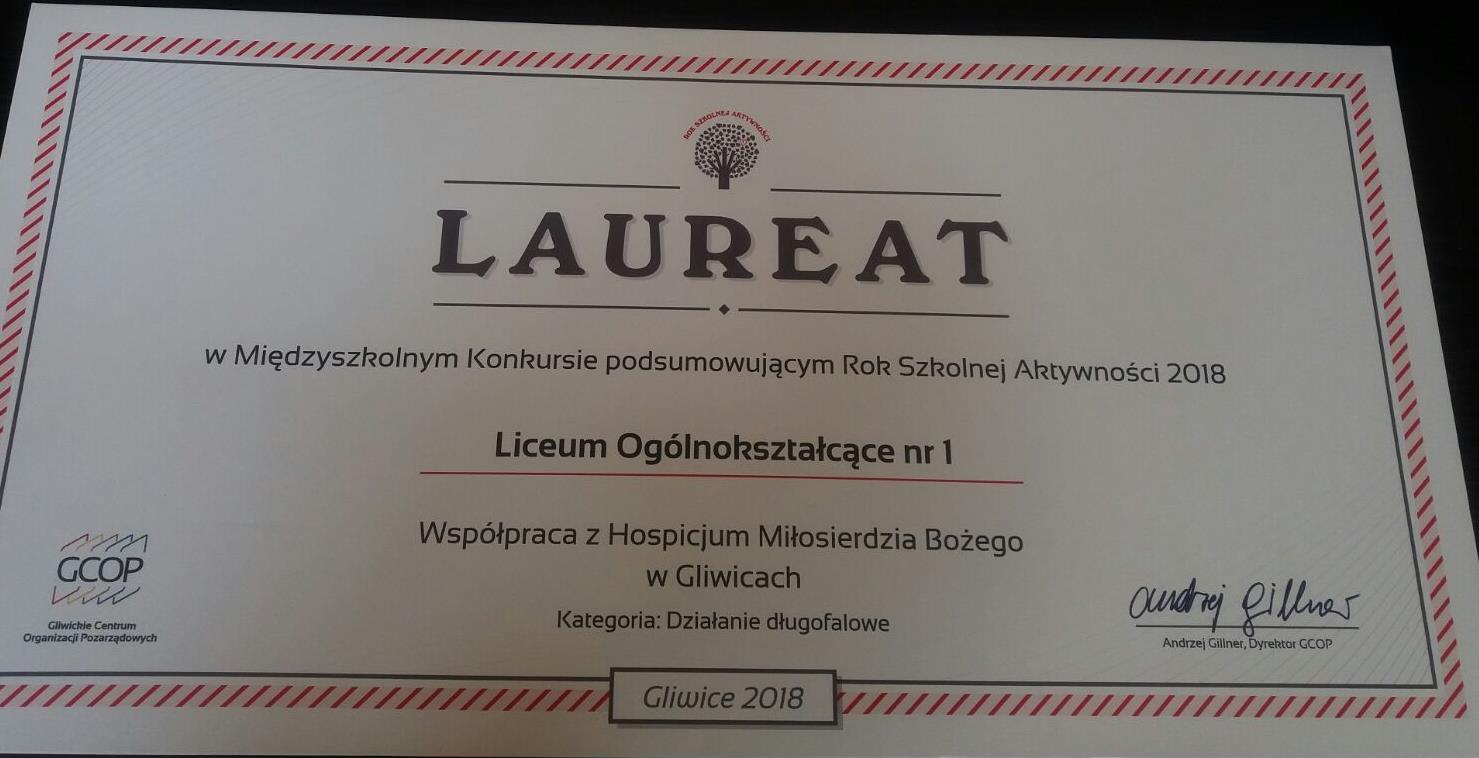 ROK SZKOLNEJ AKTYWNOŚCI
LAUREAT
w Międzyszkolnym Konkursie podsumowującym Rok Szkolnej Aktywności 2018
Liceum Ogólnokształcące nr 1
Współpraca z Hospicjum Miłosierdzia Bożego
w Gliwicach
Kategoria: Działanie długofalowe
GCOP
Gliwickie Centrum
Organizacji Pozarządowych
Andrzej Gillner
Andrzej Gillner, Dyrektor GCOP
Gliwice 2018